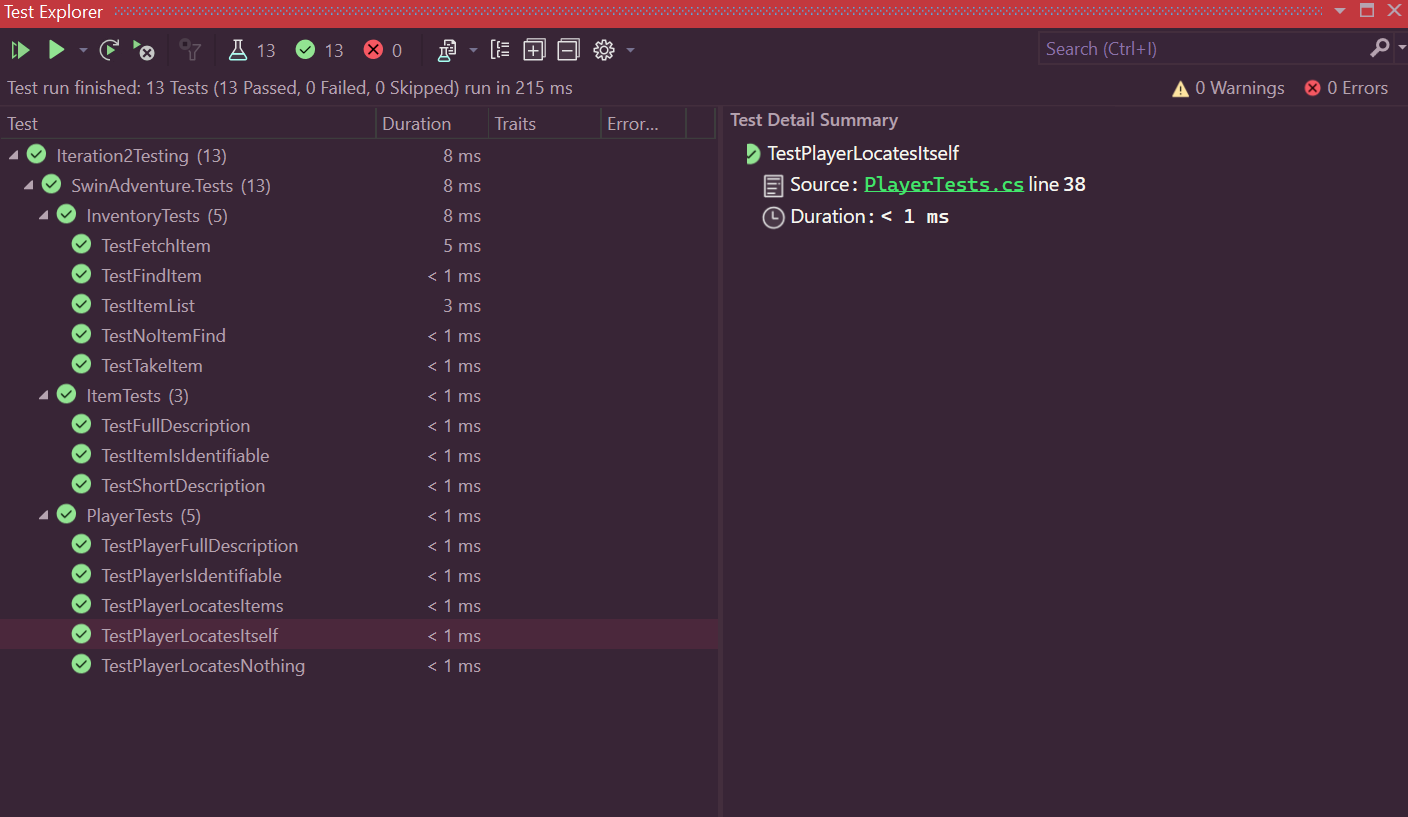 Test Explorer
13 13 0
Search (Ctrl+I)
Test run finished: 13 Tests (13 Passed, 0 Failed, 0 Skipped) run in 215 ms
0 Warnings 0 Errors
Test Duration Traits Error...
Iteration2Testing (13) 8 ms
SwinAdventure.Tests (13) 8 ms
InventoryTests (5) 8 ms
TestFetchItem 5 ms
TestFindItem < 1 ms
TestItemList 3 ms
TestNoItemFind < 1 ms
TestTakeItem < 1 ms
ItemTests (3) < 1 ms
TestFullDescription < 1 ms
TestItemIsIdentifiable < 1 ms
TestShortDescription < 1 ms
PlayerTests (5) < 1 ms
TestPlayerFullDescription < 1 ms
TestPlayerIsIdentifiable < 1 ms
TestPlayerLocatesItems < 1 ms
TestPlayerLocatesItself < 1 ms
TestPlayerLocatesNothing < 1 ms
Test Detail Summary
TestPlayerLocatesItself
Source: PlayerTests.cs line 38
Duration: < 1 ms